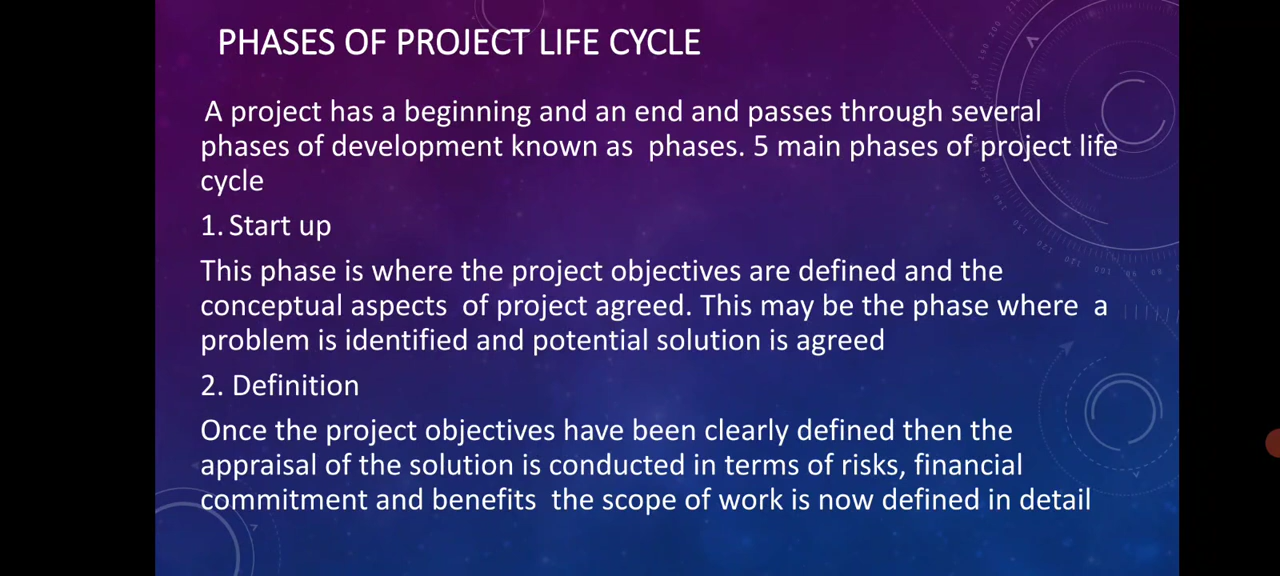 PHASES OF PROJECT LIFE CYCLE
A project has a beginning and an end and passes through several
phases of development known as phases. 5 main phases of project life
cycle
1. Start up
This phase is where the project objectives are defined and the
conceptual aspects of project agreed. This may be the phase where a
problem is identified and potential solution is agreed
2. Definition
Once the project objectives have been clearly defined then the
appraisal of the solution is conducted in terms of risks, financial
commitment and benefits the scope of work is now defined in detail